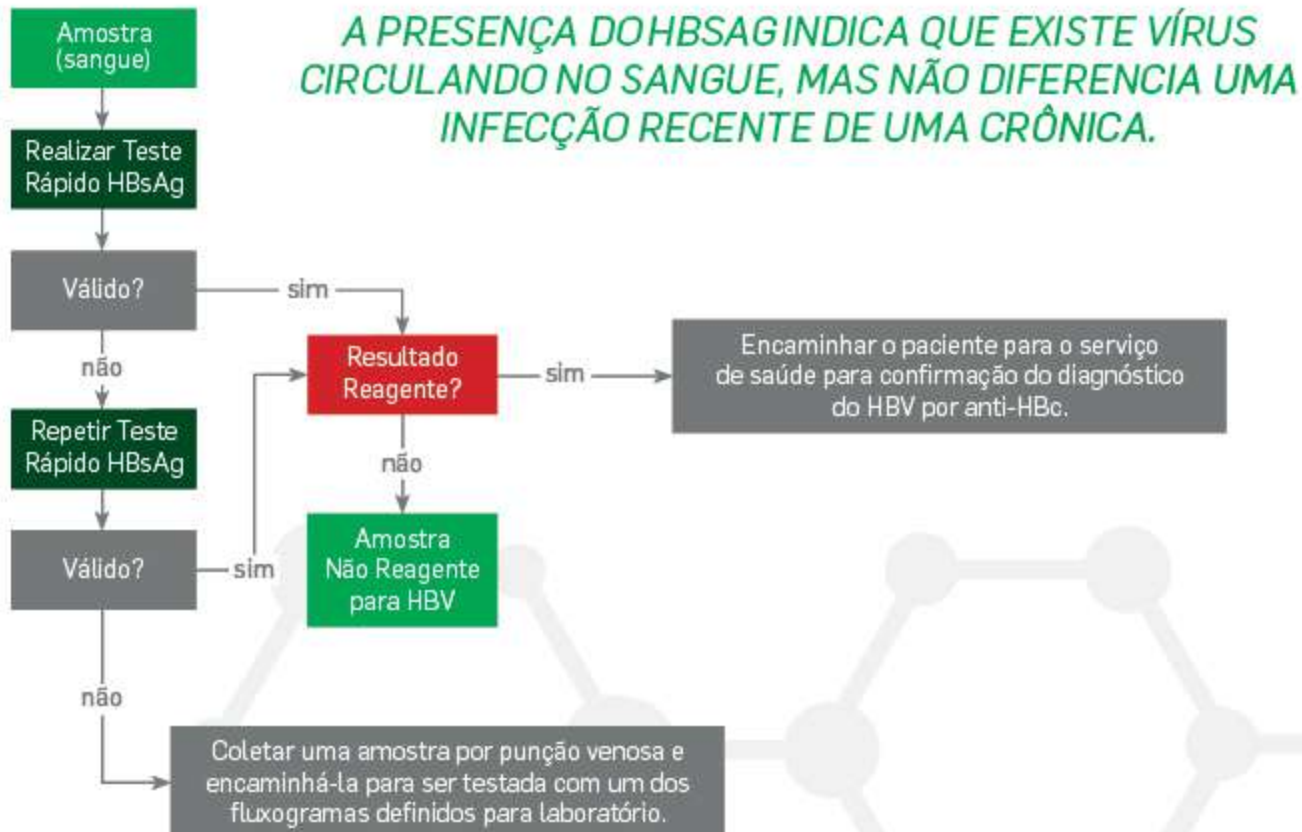 A PRESENÇA DO HBSAG INDICA QUE EXISTE VÍRUS
CIRCULANDO NO SANGUE, MAS NÃO DIFERENCIA UMA
INFECÇÃO RECENTE DE UMA CRÔNICA.
Amostra
(sangue)
Realizar Teste
Rápido HBsAg
Válido?
sim
não
Resultado
Reagente?
sim
Encaminhar o paciente para o serviço
de saúde para confirmação do diagnóstico
do HBV por anti-HBc.
Repetir Teste
Rápido HBsAg
não
Válido?
sim
Amostra
Não Reagente
para HBV
não
Coletar uma amostra por punção venosa e
encaminhá-la para ser testada com um dos
fluxogramas definidos para laboratório.